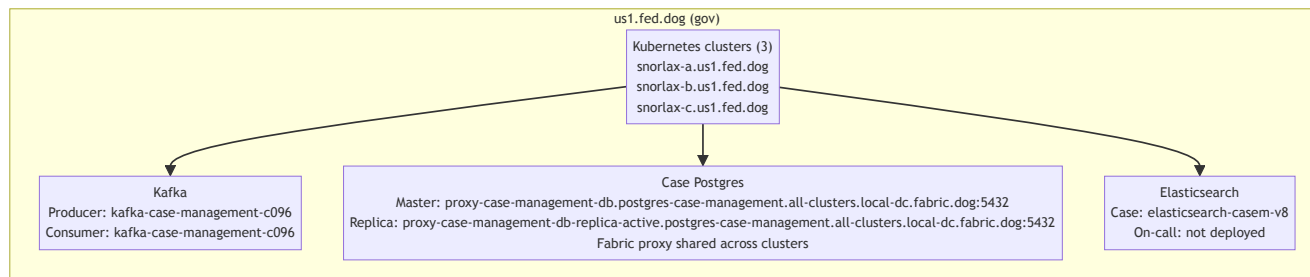 us1.fed.dog (gov)
Kubernetes clusters (3)
snorlax-a.us1.fed.dog
snorlax-b.us1.fed.dog
snorlax-c.us1.fed.dog
Kafka
Producer: kafka-case-management-c096
Consumer: kafka-case-management-c096
Case Postgres
Master: proxy-case-management-db.postgres-case-management.all-clusters.local-dc.fabric.dog:5432
Replica: proxy-case-management-db-replica-active.postgres-case-management.all-clusters.local-dc.fabric.dog:5432
Fabric proxy shared across clusters
Elasticsearch
Case: elasticsearch-casem-v8
On-call: not deployed